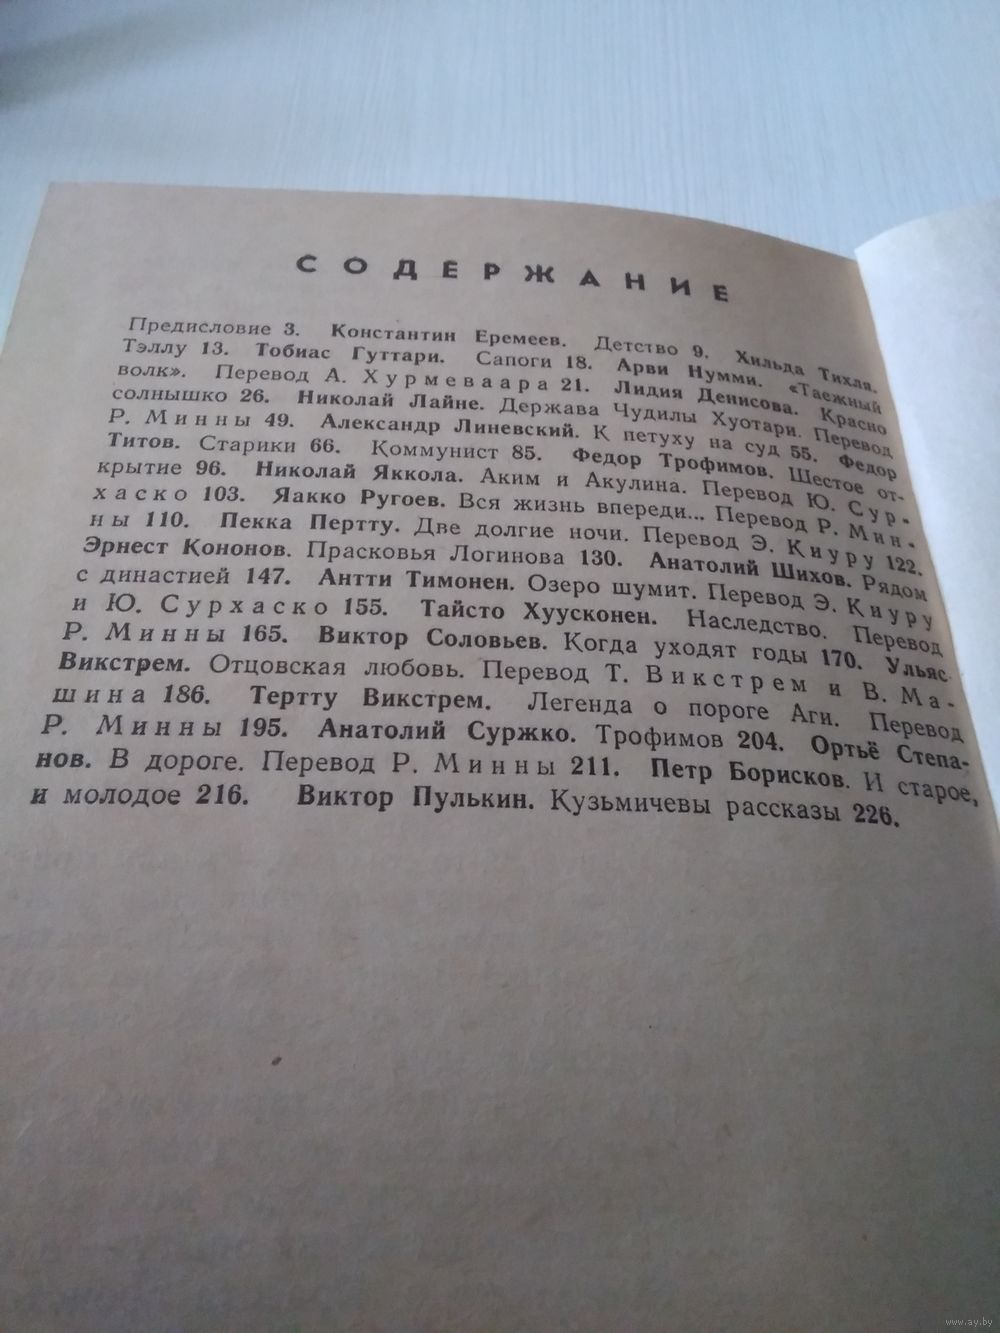 СОДЕРЖАНИЕ
Предисловие 3. Константин Еремеев. Детство 9. Хильда Тихля.
Тэллу 13. Тобиас Гуттари. Сапоги 18. Арви Нумми. «Таежный
волк». Перевод А. Хурмеваара 21. Лидия Денисова. Красно
солнышко 26. Николай Лайне. Держава Чудилы Хуотари. Перевод
Р. Минны 49. Александр Линевский. К петуху на суд 55. Федор
Титов. Старики 66. Коммунист 85. Федор Трофимов. Шестое от-
крытие 96. Николай Яккола. Аким и Акулина. Перевод Ю. Сур-
хаско 103. Яакко Ругоев. Вся жизнь впереди... Перевод Р. Мин-
ны 110. Пекка Пертту. Две долгие ночи. Перевод Э. Киуру 122.
Эрнест Кононов. Прасковья Логинова 130. Анатолий Шихов. Рядом
с династией 147. Антти Тимонен. Озеро шумит. Перевод Э. Киуру
и Ю. Сурхаско 155. Тайсто Хуусконен. Наследство. Перевод
Р. Минны 165. Виктор Соловьев. Когда уходят годы 170. Ульяс
Викстрем. Отцовская любовь. Перевод Т. Викстрем и В. Ма-
шина 186. Тертту Викстрем. Легенда о пороге Аги. Перевод
Р. Минны 195. Анатолий Суржко. Трофимов 204. Ортьё Степа-
нов. В дороге. Перевод Р. Минны 211. Петр Борисков. И старое,
и молодое 216. Виктор Пулькин. Кузьмичевы рассказы 226.
www.ay.by